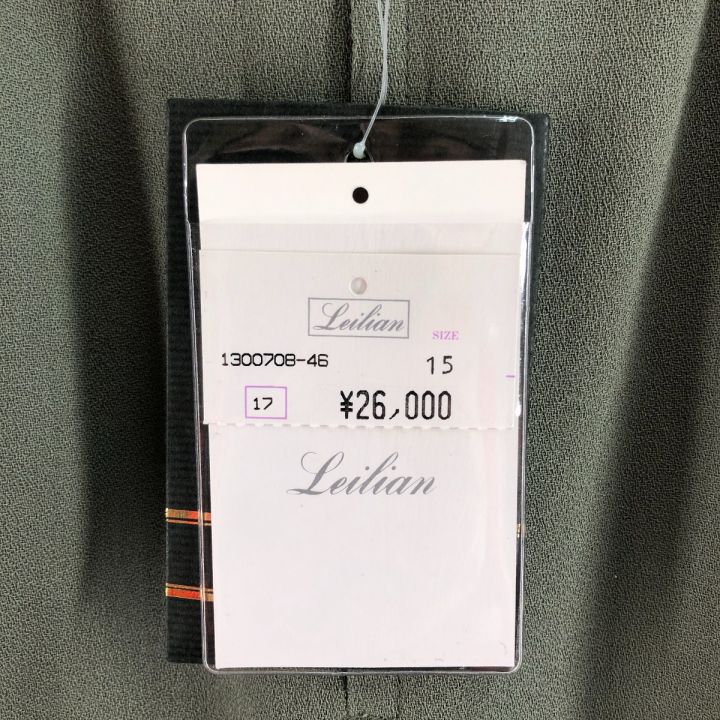 Leilian
SIZE
1300708-46 15
17 ¥26,000
Leilian